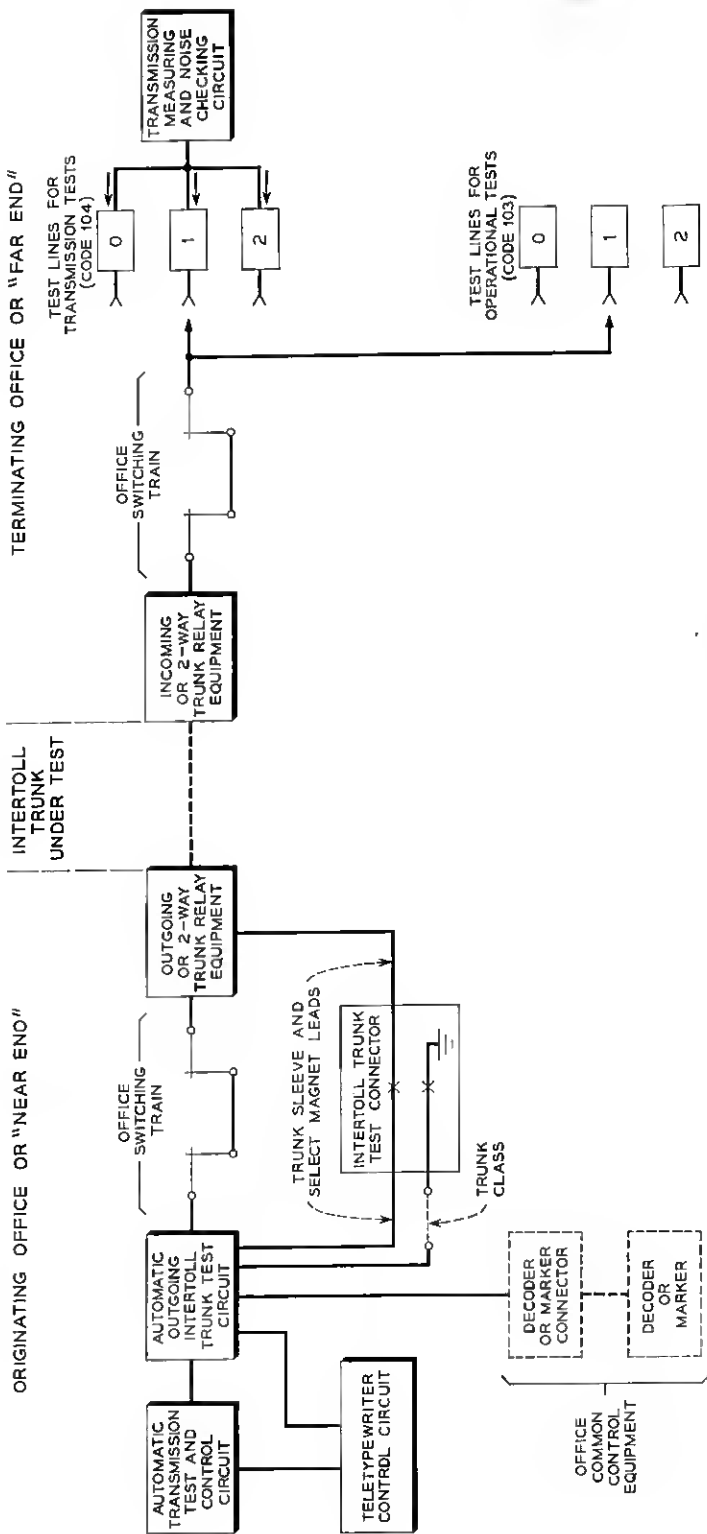 ORIGINATING OFFICE OR "NEAR END"
INTERTOLL
TRUNK
UNDER TEST
TERMINATING OFFICE OR "FAR END"
AUTOMATIC
TRANSMISSION
TEST AND
CONTROL
CIRCUIT
AUTOMATIC
OUTGOING
INTERTOLL
TRUNK TEST
CIRCUIT
OFFICE
SWITCHING
TRAIN
OUTGOING
OR 2-WAY
TRUNK RELAY
EQUIPMENT
INCOMING
OR 2-WAY
TRUNK RELAY
EQUIPMENT
OFFICE
SWITCHING
TRAIN
TEST LINES FOR
TRANSMISSION TESTS
(CODE 104)
0
1
2
TRANSMISSION
MEASURING
AND NOISE
CHECKING
CIRCUIT
TELETYPEWRITER
CONTROL CIRCUIT
TRUNK SLEEVE AND
SELECT MAGNET LEADS
INTERTOLL TRUNK
TEST CONNECTOR
TRUNK
CLASS
OFFICE
COMMON
CONTROL
EQUIPMENT
DECODER
OR MARKER
CONNECTOR
DECODER
OR
MARKER
TEST LINES FOR
OPERATIONAL TESTS
(CODE 103)
0
1
2